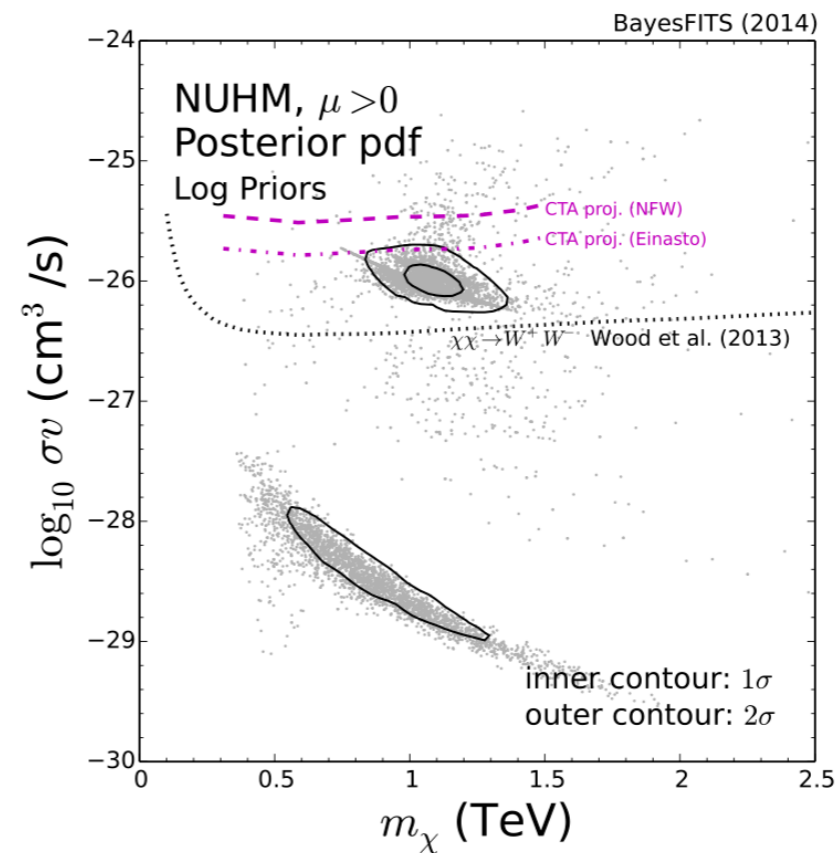 BayesFITS (2014)
NUHM, μ > 0
Posterior pdf
Log Priors
CTA proj. (NFW)
CTA proj. (Einasto)
χχ→W⁺W⁻ Wood et al. (2013)
inner contour: 1σ
outer contour: 2σ
log₁₀ σv (cm³ /s)
−24
−25
−26
−27
−28
−29
−30
0 0.5 1 1.5 2 2.5
m_χ (TeV)